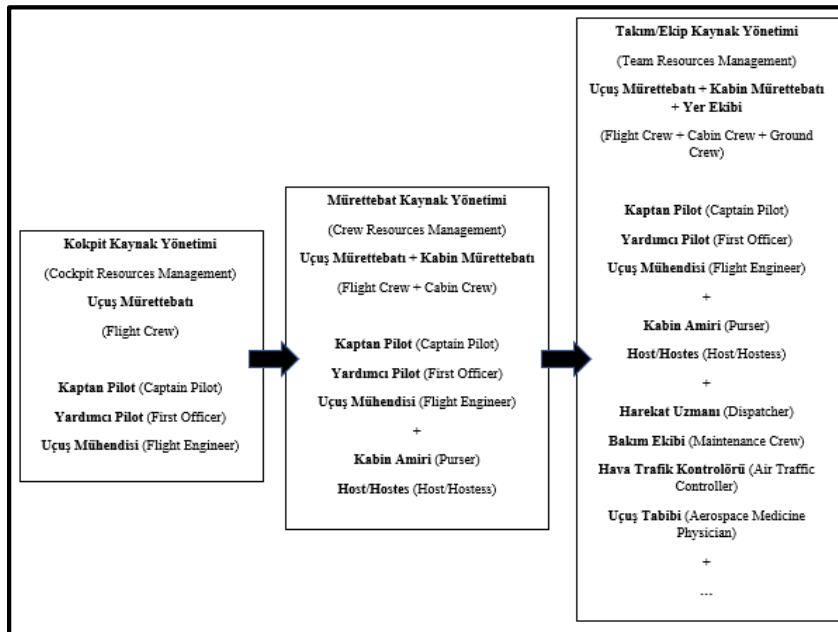 Kokpit Kaynak Yönetimi
(Cockpit Resources Management)
Uçuş Mürettebatı
(Flight Crew)
Kaptan Pilot (Captain Pilot)
Yardımcı Pilot (First Officer)
Uçuş Mühendisi (Flight Engineer)
Mürettebat Kaynak Yönetimi
(Crew Resources Management)
Uçuş Mürettebatı + Kabin Mürettebatı
(Flight Crew + Cabin Crew)
Kaptan Pilot (Captain Pilot)
Yardımcı Pilot (First Officer)
Uçuş Mühendisi (Flight Engineer)
+
Kabin Amiri (Purser)
Host/Hostes (Host/Hostess)
Takım/Ekip Kaynak Yönetimi
(Team Resources Management)
Uçuş Mürettebatı + Kabin Mürettebatı
+ Yer Ekibi
(Flight Crew + Cabin Crew + Ground
Crew)
Kaptan Pilot (Captain Pilot)
Yardımcı Pilot (First Officer)
Uçuş Mühendisi (Flight Engineer)
+
Kabin Amiri (Purser)
Host/Hostes (Host/Hostess)
+
Harekat Uzmanı (Dispatcher)
Bakım Ekibi (Maintenance Crew)
Hava Trafik Kontrolörü (Air Traffic
Controller)
Uçuş Tabibi (Aerospace Medicine
Physician)
+
...